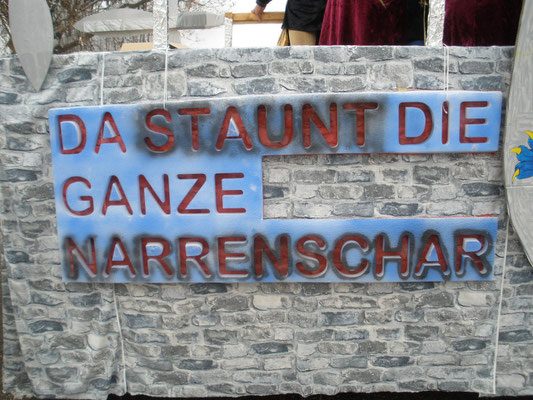 DA STAUNT DIE
GANZE
NARRENSCHAR